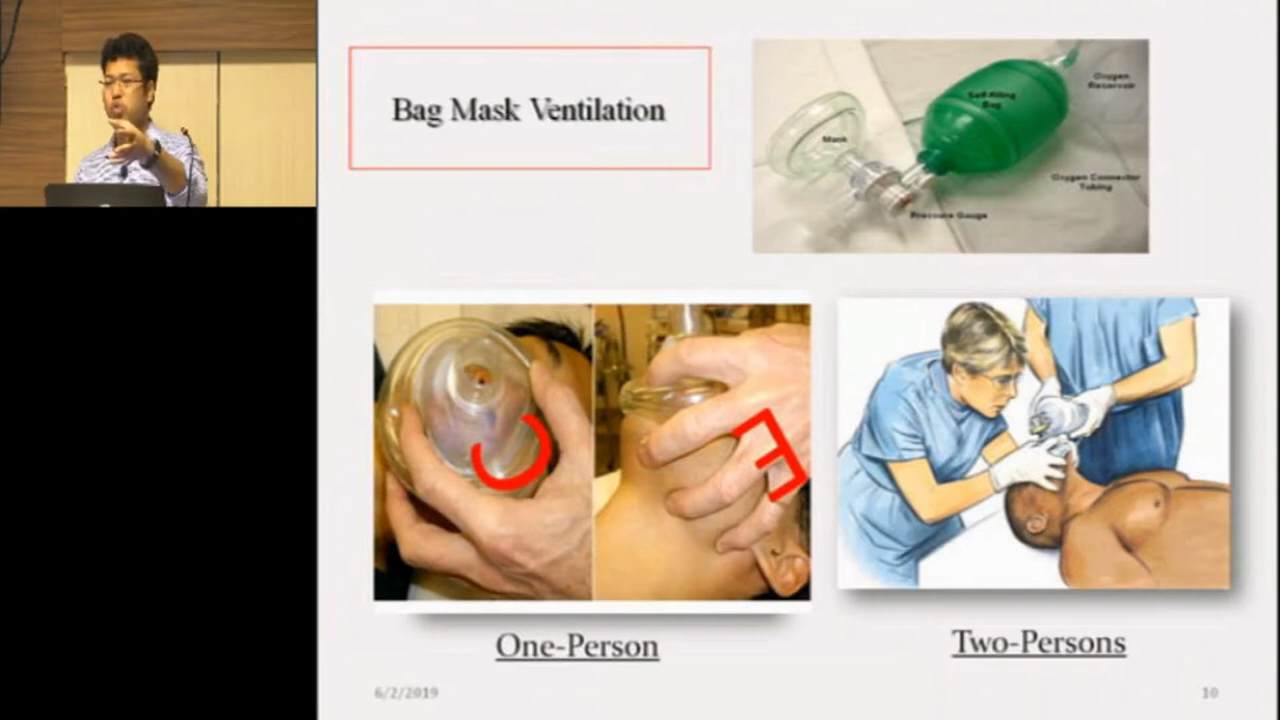 Bag Mask Ventilation
Self-filling
Bag
Oxygen
Reservoir
Mask
Oxygen Connector
Tubing
Pressure Gauge
C
E
One-Person
Two-Persons
6/2/2019
10